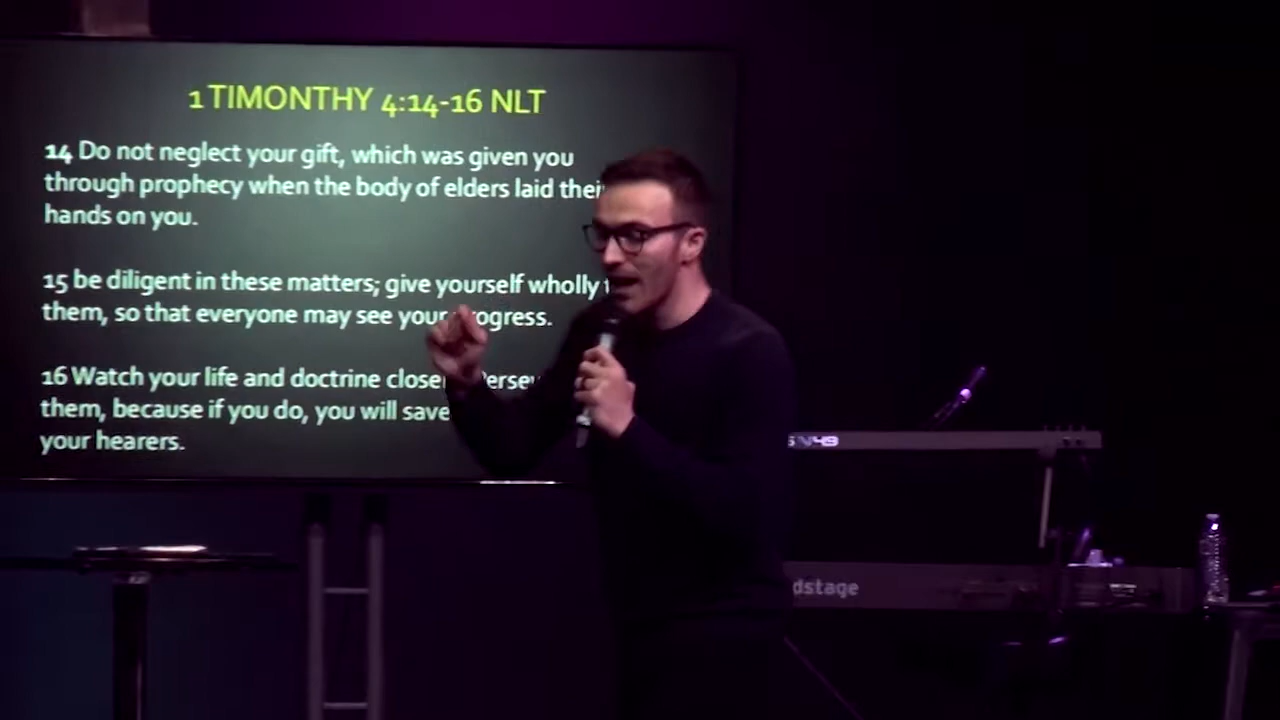 1 TIMONTHY 4:14-16 NLT
14 Do not neglect your gift, which was given you
through prophecy when the body of elders laid their
hands on you.
15 be diligent in these matters; give yourself wholly
them, so that everyone may see your progress.
16 Watch your life and doctrine
them, because if you do, you will save
your hearers.
N49
dstage